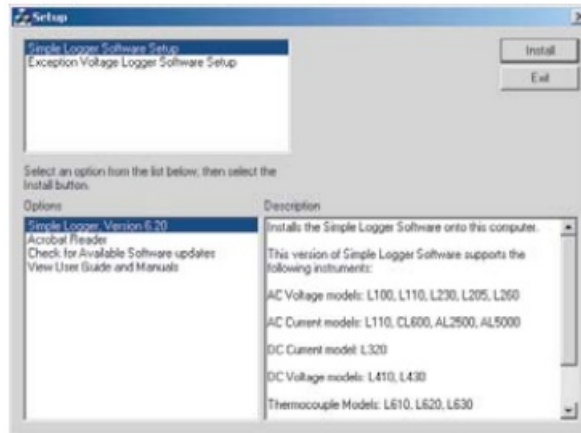 Setup
Simple Logger Software Setup
Exception Voltage Logger Software Setup
Install
Exit
Select an option from the list below, then select the
Install button.
Options
Simple Logger, Version 6.20
Acrobat Reader
Check for Available Software updates
View User Guide and Manuals
Description
Installs the Simple Logger Software onto this computer.
This version of Simple Logger Software supports the
following instruments:
AC Voltage models: L100, L110, L230, L205, L260
AC Current models: L110, CL600, AL2500, AL5000
DC Current model: L320
DC Voltage models: L410, L430
Thermocouple Models: L610, L620, L630